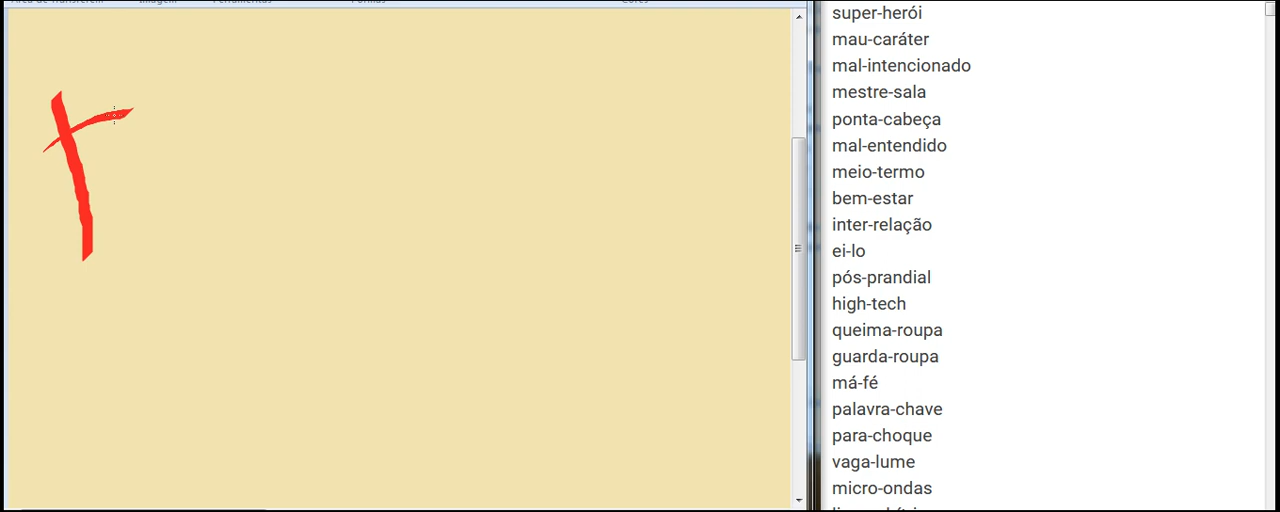 super-herói
mau-caráter
mal-intencionado
mestre-sala
ponta-cabeça
mal-entendido
meio-termo
bem-estar
inter-relação
ei-lo
pós-prandial
high-tech
queima-roupa
guarda-roupa
má-fé
palavra-chave
para-choque
vaga-lume
micro-ondas